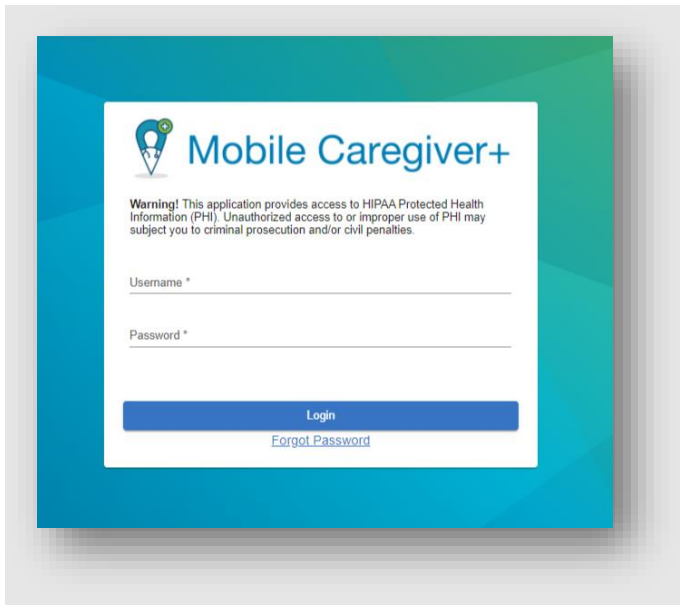 Mobile Caregiver+
Warning! This application provides access to HIPAA Protected Health
Information (PHI). Unauthorized access to or improper use of PHI may
subject you to criminal prosecution and/or civil penalties.
Username *
Password *
Login
Forgot Password